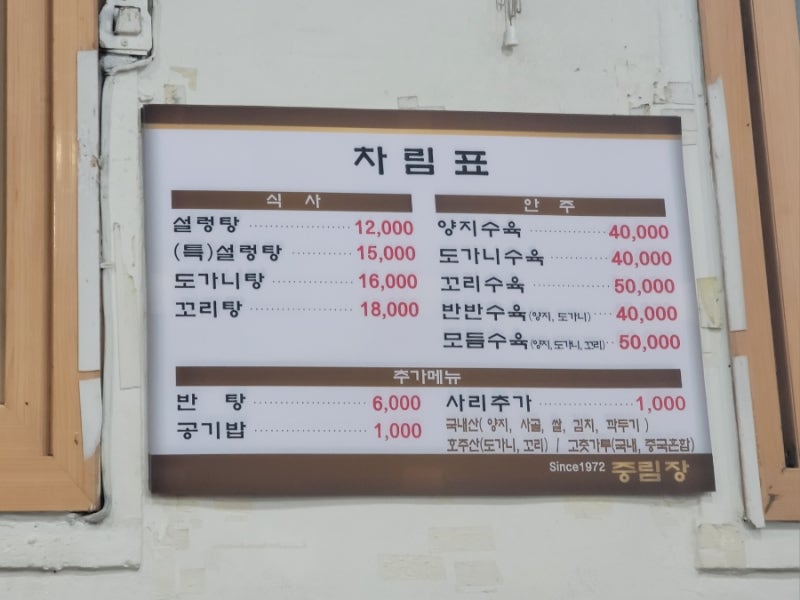 차림표
식 사
설렁탕 12,000
(특)설렁탕 15,000
도가니탕 16,000
꼬리탕 18,000
안 주
양지수육 40,000
도가니수육 40,000
꼬리수육 50,000
반반수육(양지, 도가니) 40,000
모듬수육(양지, 도가니, 꼬리) 50,000
추가메뉴
반 탕 6,000
공기밥 1,000
사리추가 1,000
국내산( 양지, 사골, 쌀, 김치, 깍두기 )
호주산(도가니, 꼬리) / 고춧가루(국내, 중국혼합)
Since1972 중림장